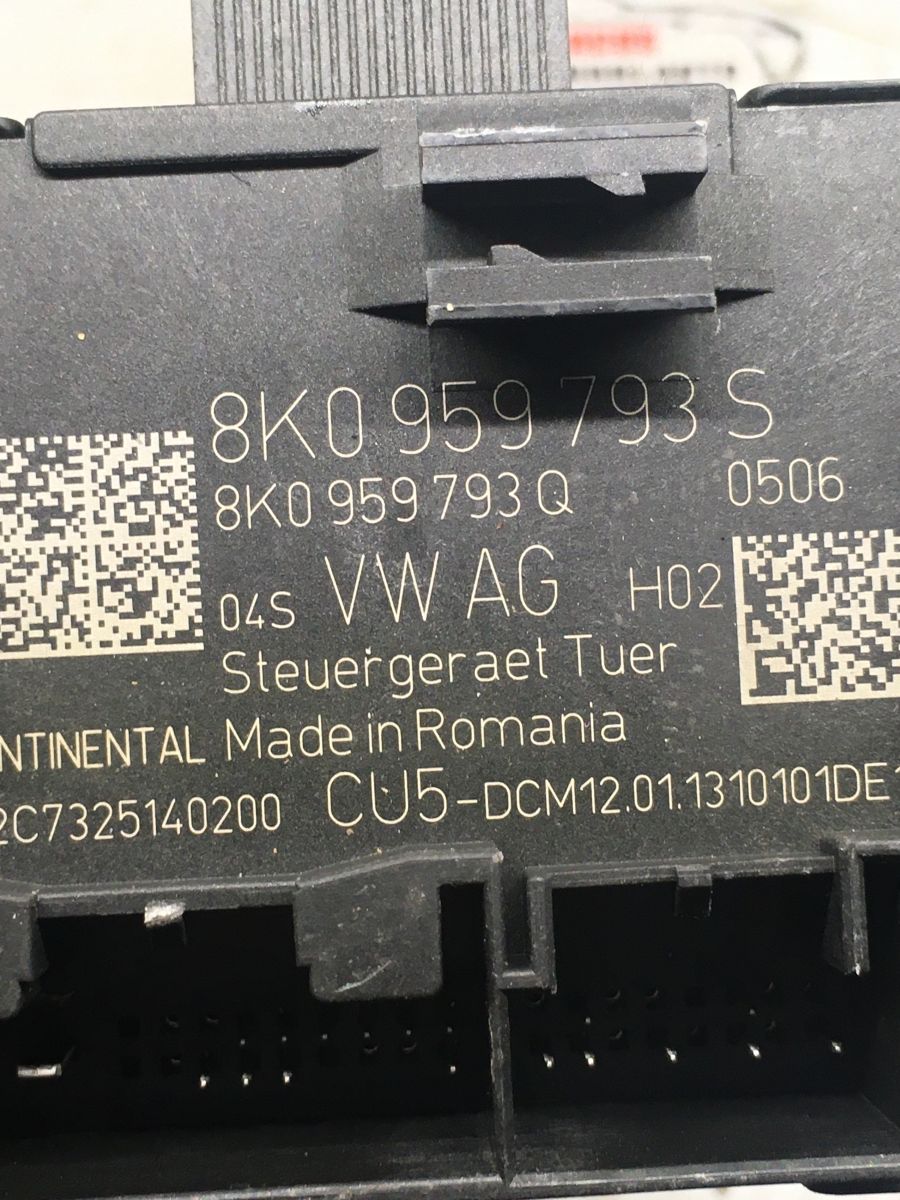 8K0 959 793 S
8K0 959 793 Q 0506
04S VW AG H02
Steuergeraet Tuer
NTINENTAL Made in Romania
2C7325140200 CU5-DCM12.01.1310101DE